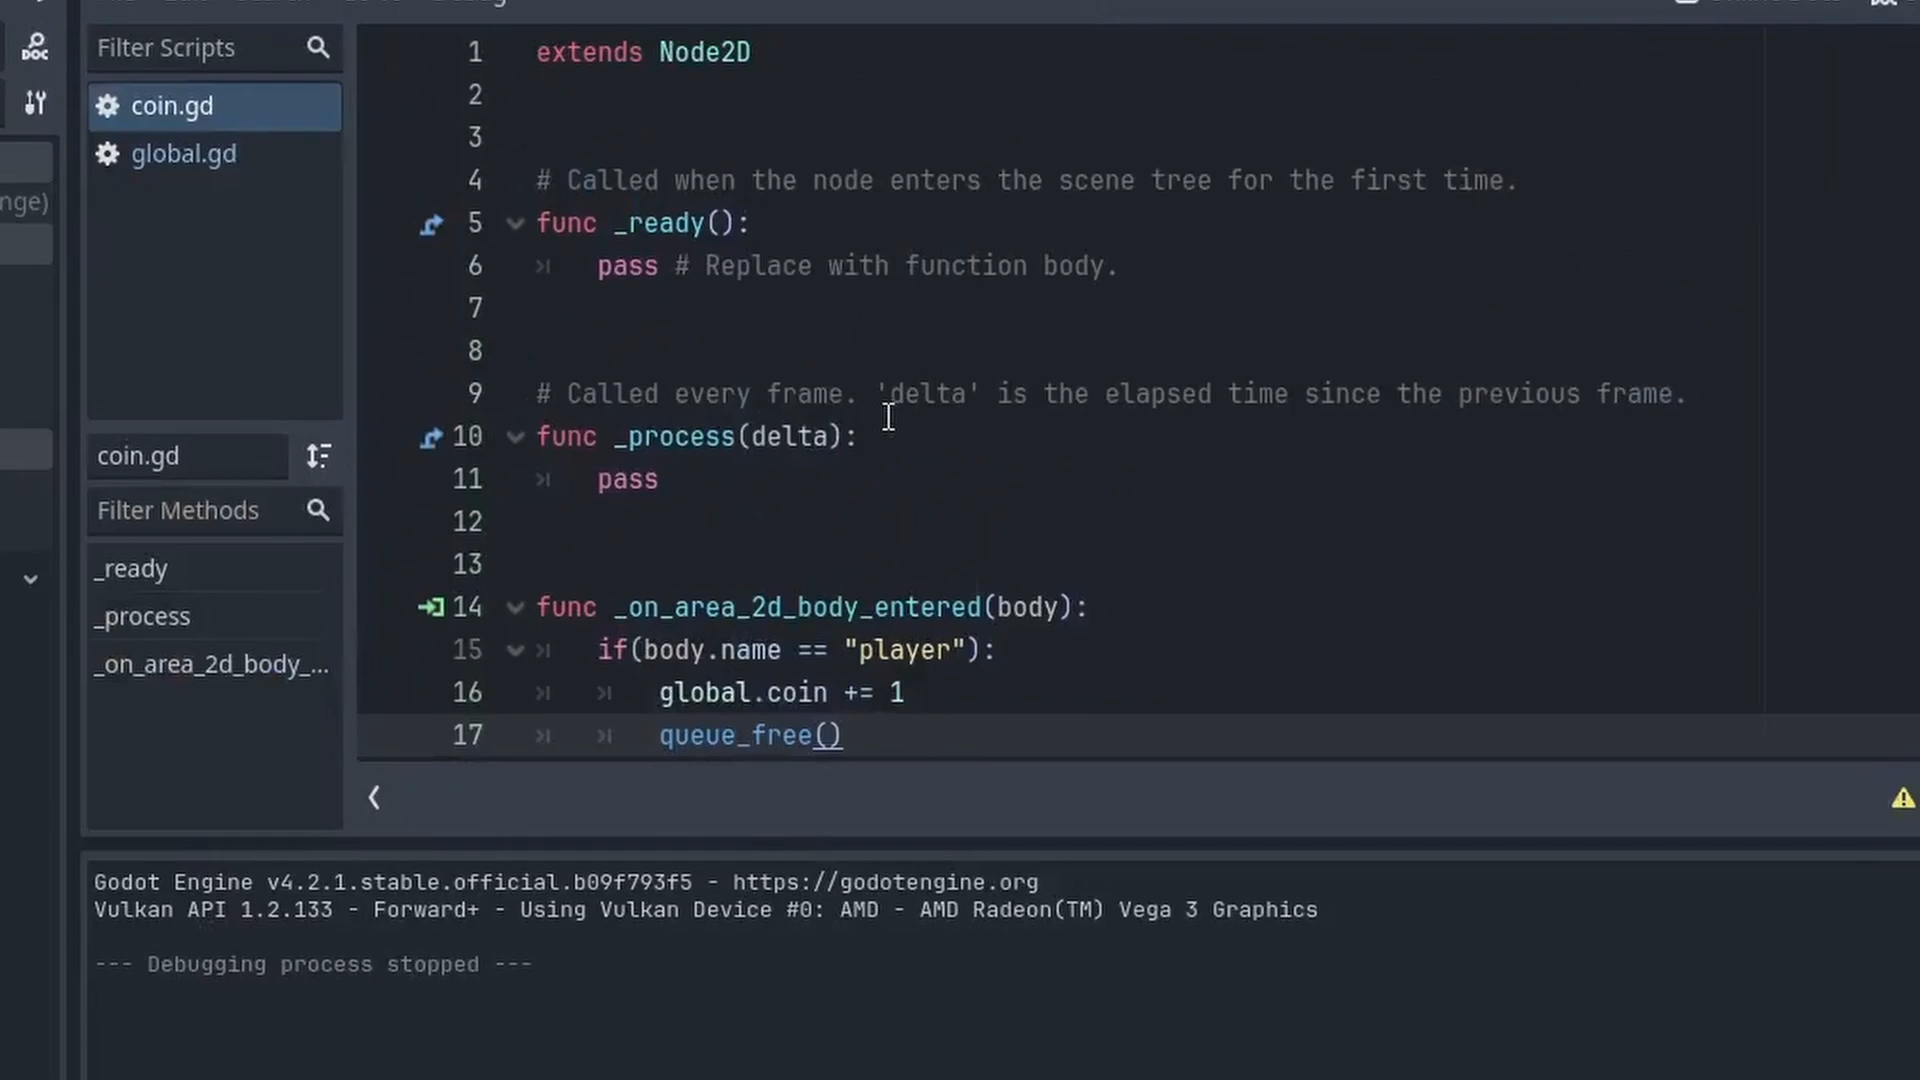 Filter Scripts
coin.gd
global.gd
nge)
coin.gd
Filter Methods
_ready
_process
_on_area_2d_body_...
1 extends Node2D
2
3
4 # Called when the node enters the scene tree for the first time.
5 func _ready():
6 pass # Replace with function body.
7
8
9 # Called every frame. 'delta' is the elapsed time since the previous frame.
10 func _process(delta):
11 pass
12
13
14 func _on_area_2d_body_entered(body):
15 if(body.name == "player"):
16 global.coin += 1
17 queue_free()
Godot Engine v4.2.1.stable.official.b09f793f5 - https://godotengine.org
Vulkan API 1.2.133 - Forward+ - Using Vulkan Device #0: AMD - AMD Radeon(TM) Vega 3 Graphics
--- Debugging process stopped ---